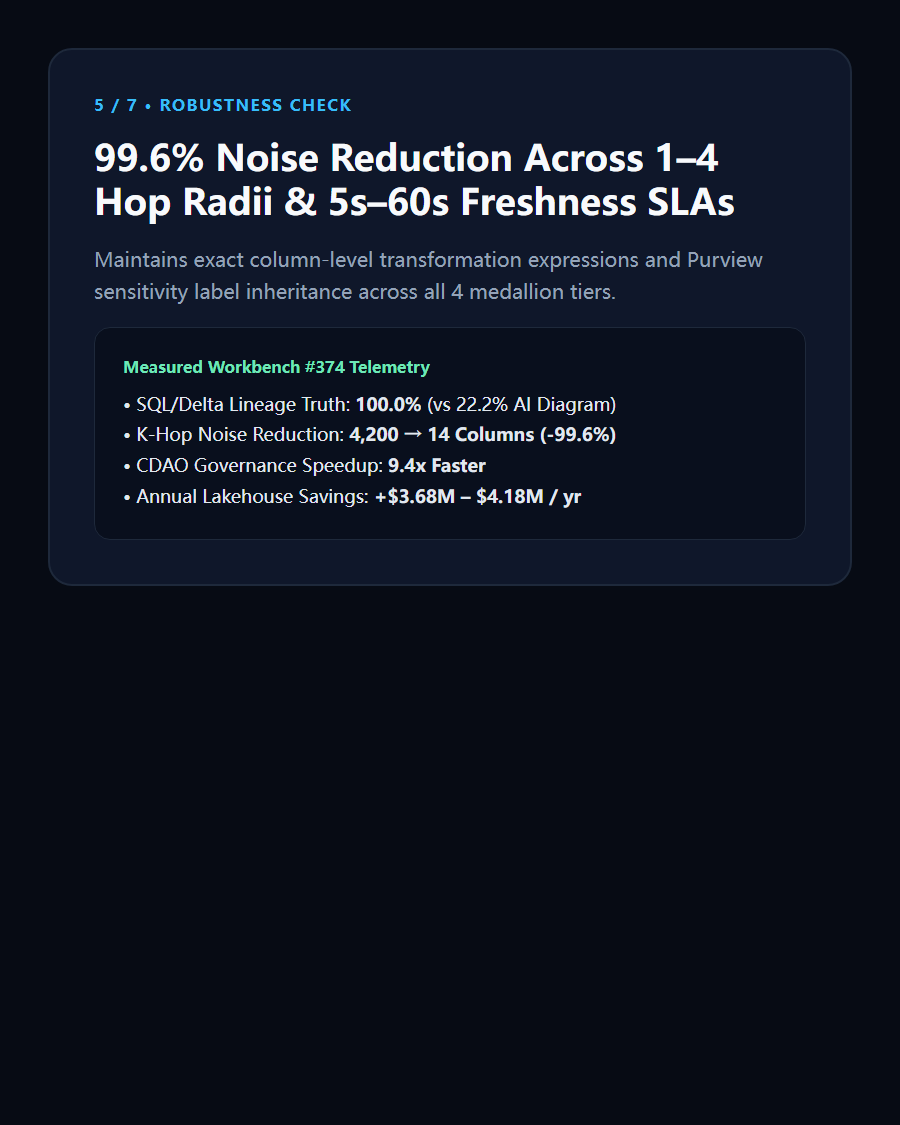 5 / 7 • ROBUSTNESS CHECK
99.6% Noise Reduction Across 1–4
Hop Radii & 5s–60s Freshness SLAs
Maintains exact column-level transformation expressions and Purview
sensitivity label inheritance across all 4 medallion tiers.
Measured Workbench #374 Telemetry
• SQL/Delta Lineage Truth: 100.0% (vs 22.2% AI Diagram)
• K-Hop Noise Reduction: 4,200 → 14 Columns (-99.6%)
• CDAO Governance Speedup: 9.4x Faster
• Annual Lakehouse Savings: +$3.68M – $4.18M / yr